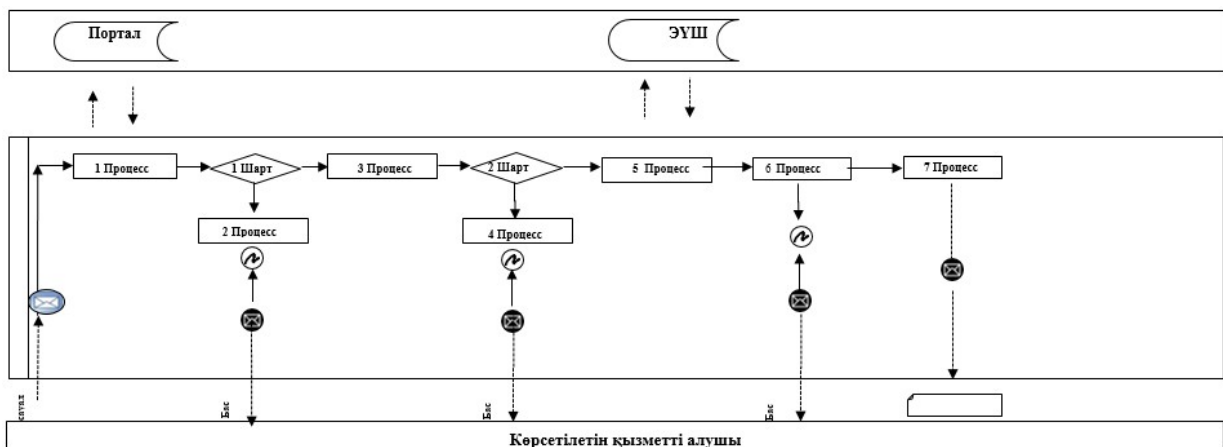 Портал
ЭҮШ
1 Процесс
1 Шарт
3 Процесс
2 Шарт
5 Процесс
6 Процесс
7 Процесс
2 Процесс
4 Процесс
Бас
Бас
Бас
Көрсетілетін қызметті алушы